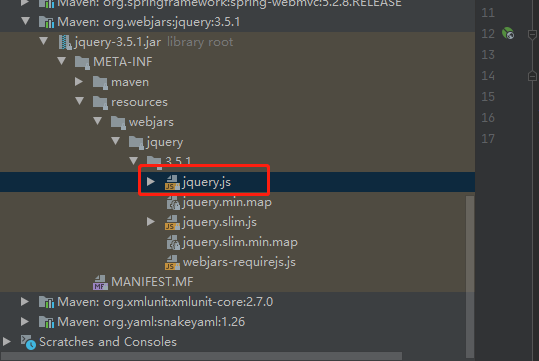 Maven: org.springframework:spring-webmvc:5.2.8.RELEASE
Maven: org.webjars:jquery:3.5.1
jquery-3.5.1.jar library root
META-INF
maven
resources
webjars
jquery
3.5.1
jquery.js
jquery.min.map
jquery.slim.js
jquery.slim.min.map
webjars-requirejs.js
MANIFEST.MF
Maven: org.xmlunit:xmlunit-core:2.7.0
Maven: org.yaml:snakeyaml:1.26
Scratches and Consoles
11
12
13
14
15
16
17